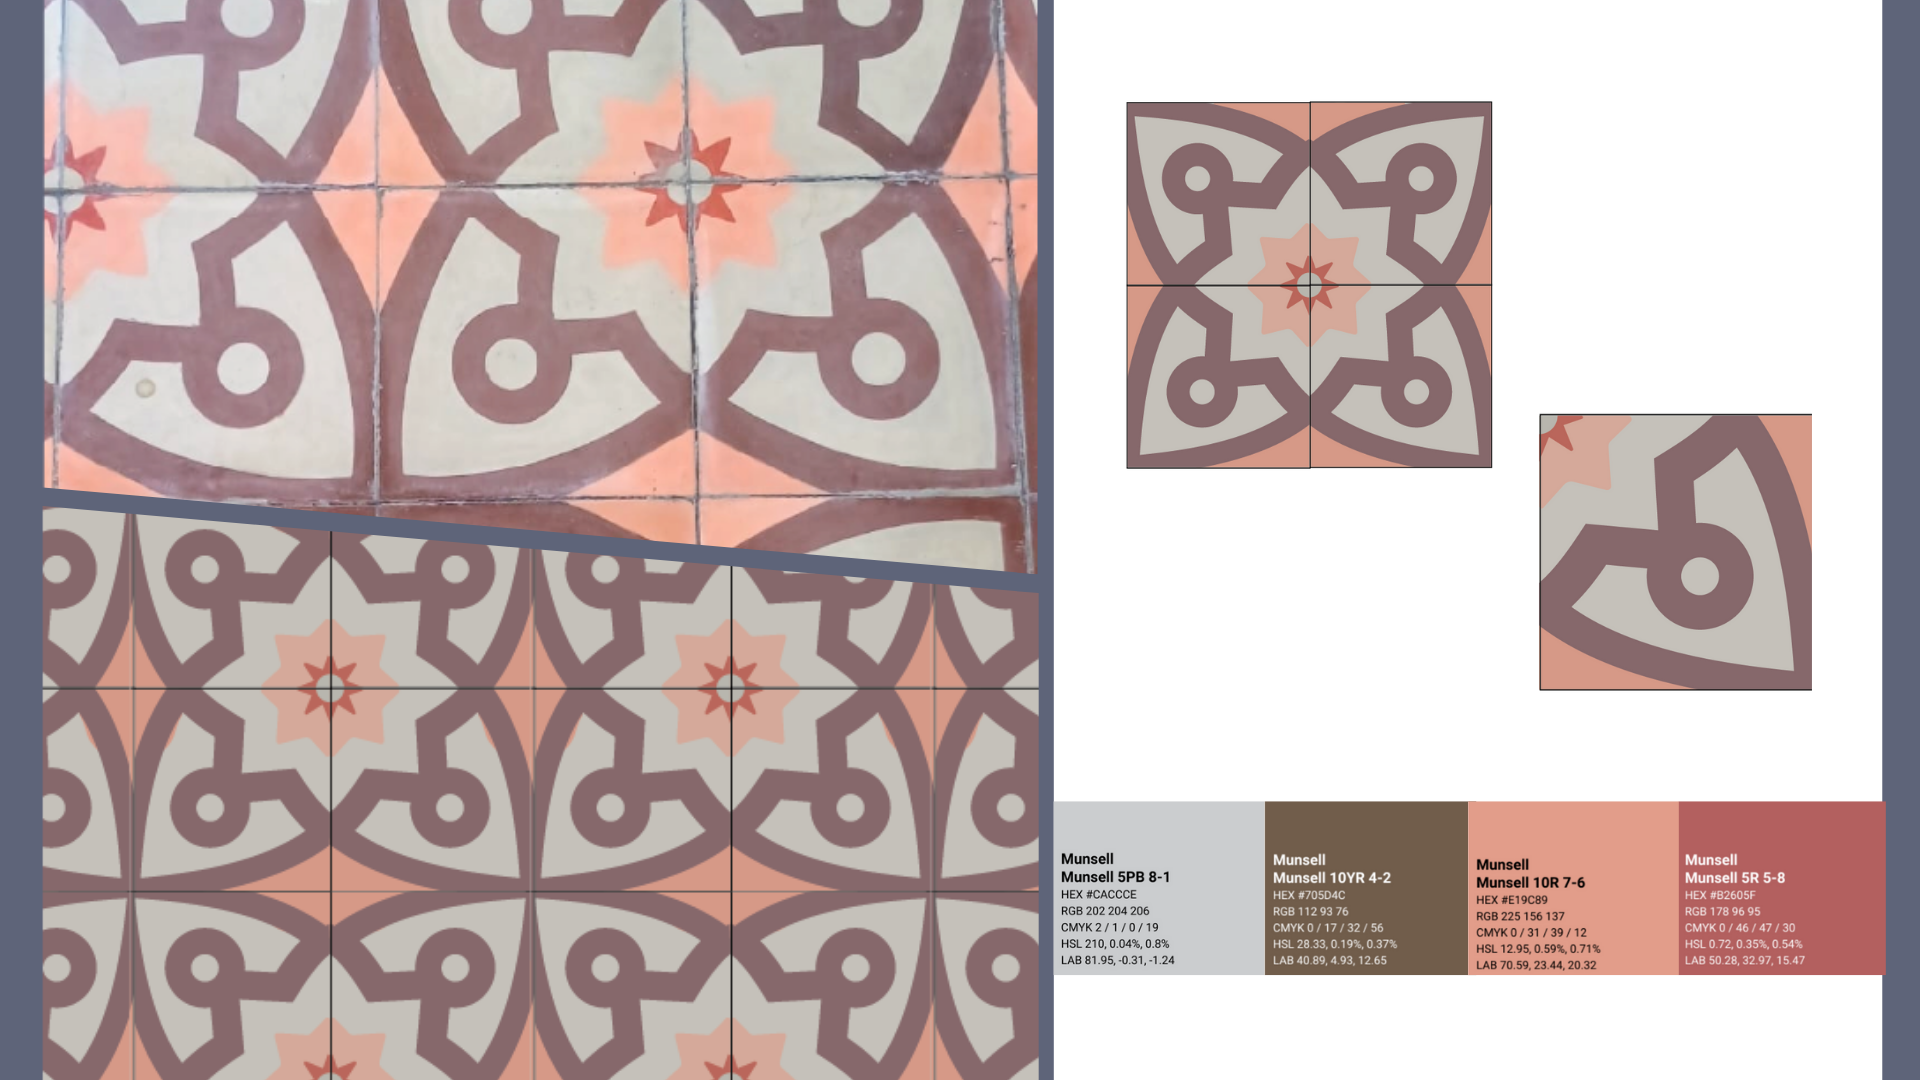 Munsell
Munsell 5PB 8-1
HEX #CACCCE
RGB 202 204 206
CMYK 2 / 1 / 0 / 19
HSL 210, 0.04%, 0.8%
LAB 81.95, -0.31, -1.24
Munsell
Munsell 10YR 4-2
HEX #705D4C
RGB 112 93 76
CMYK 0 / 17 / 32 / 56
HSL 28.33, 0.19%, 0.37%
LAB 40.89, 4.93, 12.65
Munsell
Munsell 10R 7-6
HEX #E19C89
RGB 225 156 137
CMYK 0 / 31 / 39 / 12
HSL 12.95, 0.59%, 0.71%
LAB 70.59, 23.44, 20.32
Munsell
Munsell 5R 5-8
HEX #B2605F
RGB 178 96 95
CMYK 0 / 46 / 47 / 30
HSL 0.72, 0.35%, 0.54%
LAB 50.28, 32.97, 15.47